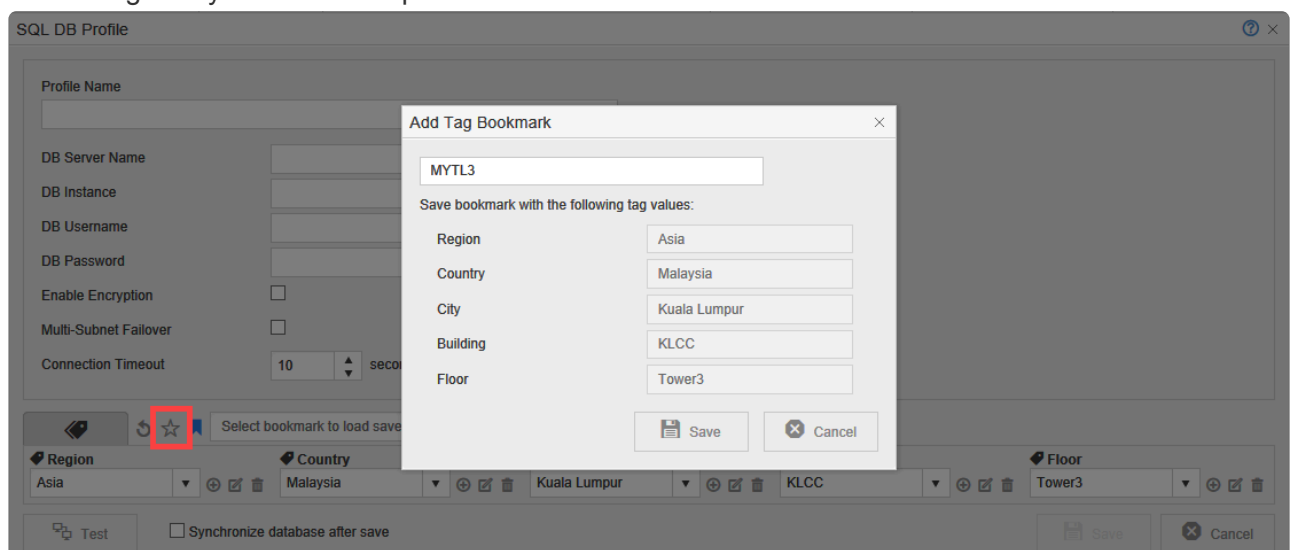 SQL DB Profile
Profile Name
Add Tag Bookmark
DB Server Name
MYTL3
DB Instance
Save bookmark with the following tag values:
DB Username
Region Asia
DB Password
Country Malaysia
Enable Encryption
City Kuala Lumpur
Multi-Subnet Failover
Building KLCC
Connection Timeout 10
Floor Tower3
Select bookmark to load save
Save Cancel
Region Country Floor
Asia Malaysia Kuala Lumpur KLCC Tower3
Test Synchronize database after save Save Cancel